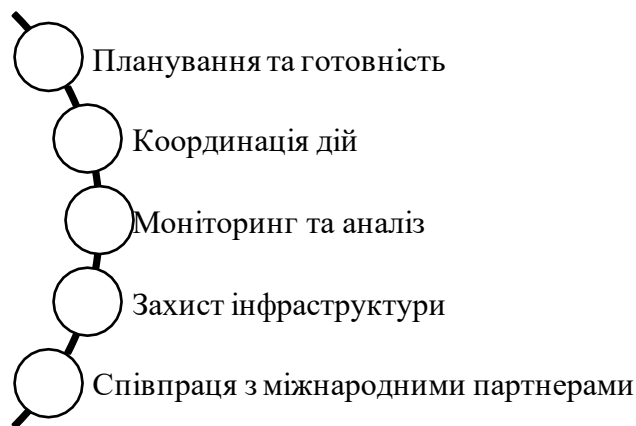 Планування та готовність
Координація дій
Моніторинг та аналіз
Захист інфраструктури
Співпраця з міжнародними партнерами